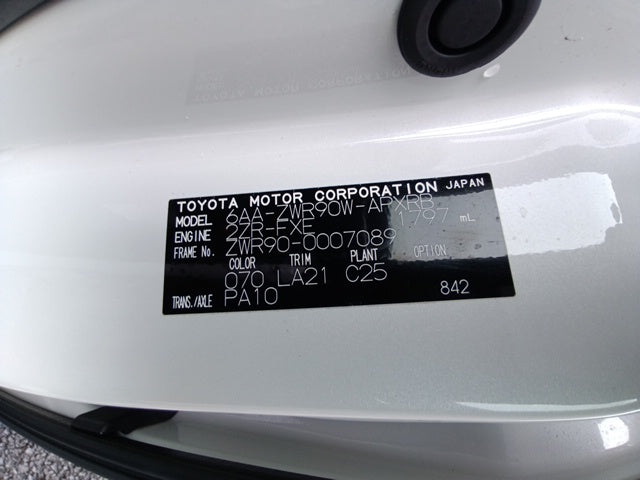 TOYOTA MOTOR CORPORATION JAPAN
MODEL 6AA-ZWR90W-APXRB
ENGINE 2ZR-FXE 1797 mL
FRAME No. ZWR90-0007089
COLOR TRIM PLANT OPTION
070 LA21 C25
TRANS./AXLE PA10 842